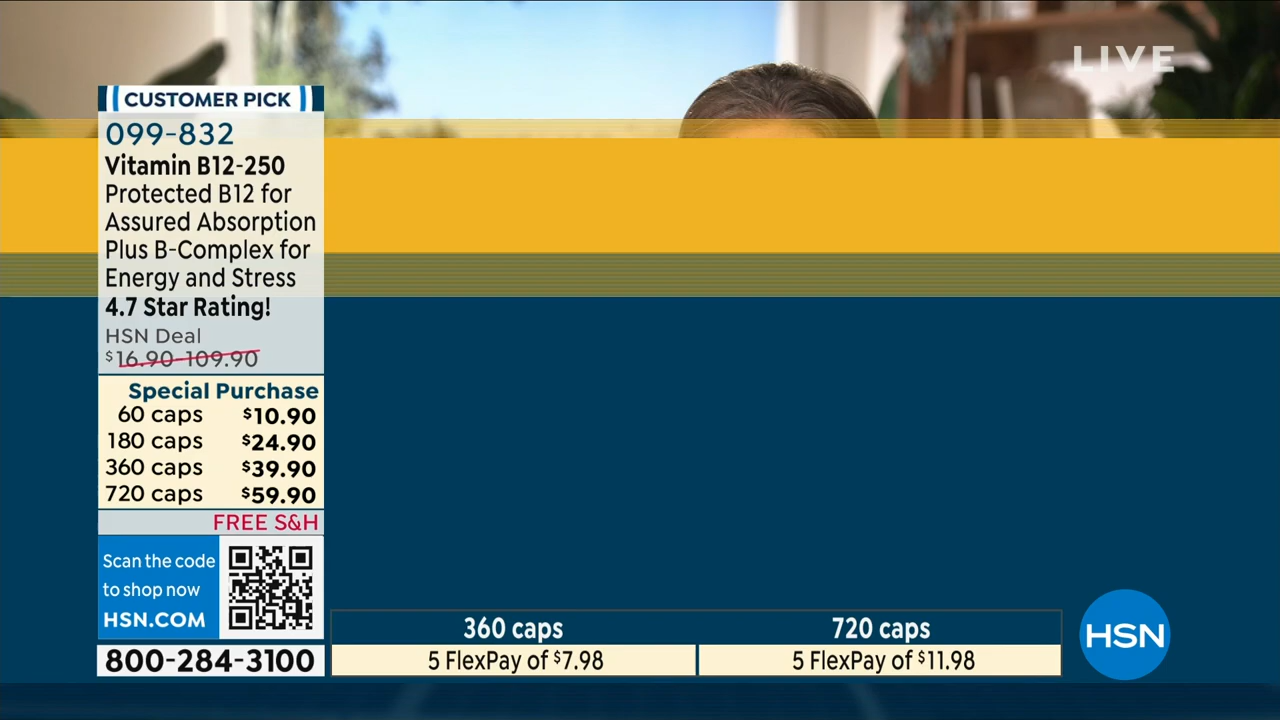 LIVE
CUSTOMER PICK
099-832
Vitamin B12-250
Protected B12 for
Assured Absorption
Plus B-Complex for
Energy and Stress
4.7 Star Rating!
HSN Deal
$16.90-109.90
Special Purchase
60 caps $10.90
180 caps $24.90
360 caps $39.90
720 caps $59.90
FREE S&H
Scan the code
to shop now
HSN.COM
800-284-3100
360 caps 720 caps
5 FlexPay of $7.98 5 FlexPay of $11.98
HSN